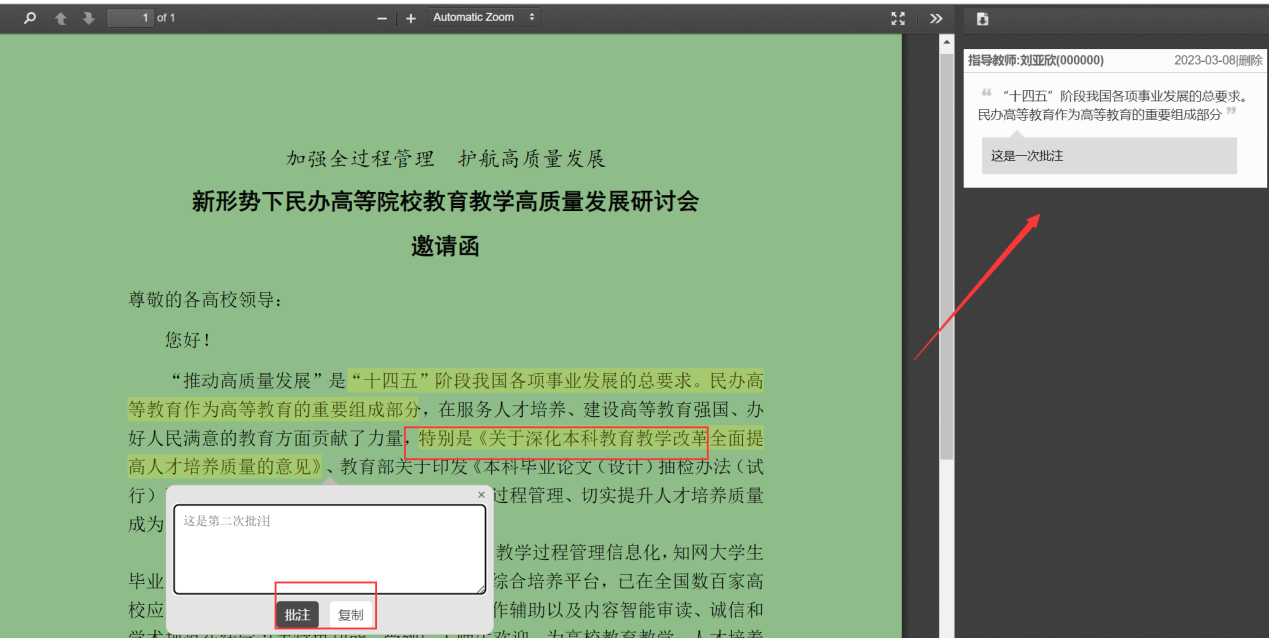 1 of 1
Automatic Zoom
加强全过程管理 护航高质量发展
新形势下民办高等院校教育教学高质量发展研讨会
邀请函
尊敬的各高校领导：
您好！
“推动高质量发展”是“十四五”阶段我国各项事业发展的总要求。民办高
等教育作为高等教育的重要组成部分，在服务人才培养、建设高等教育强国、办
好人民满意的教育方面贡献了力量，特别是《关于深化本科教育教学改革全面提
高人才培养质量的意见》、教育部关于印发《本科毕业论文（设计）抽检办法（试
行） 过程管理、切实提升人才培养质量
成为
教学过程管理信息化，知网大学生
毕业 综合培养平台，已在全国数百家高
校应 作辅助以及内容智能审读、诚信和
×
这是第二次批注
批注 复制
指导教师:刘亚欣(000000) 2023-03-08|删除
“ “十四五”阶段我国各项事业发展的总要求。
民办高等教育作为高等教育的重要组成部分 ”
这是一次批注